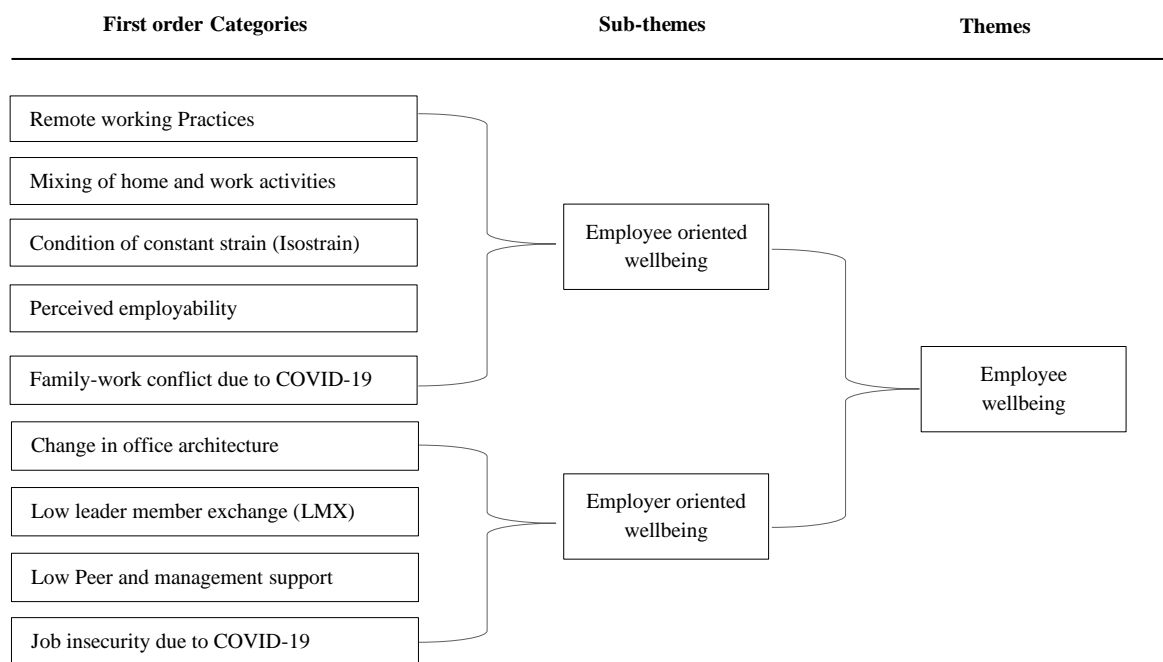 First order Categories
Sub-themes
Themes
Remote working Practices
Mixing of home and work activities
Condition of constant strain (Isostrain)
Perceived employability
Family-work conflict due to COVID-19
Change in office architecture
Low leader member exchange (LMX)
Low Peer and management support
Job insecurity due to COVID-19
Employee oriented
wellbeing
Employer oriented
wellbeing
Employee
wellbeing